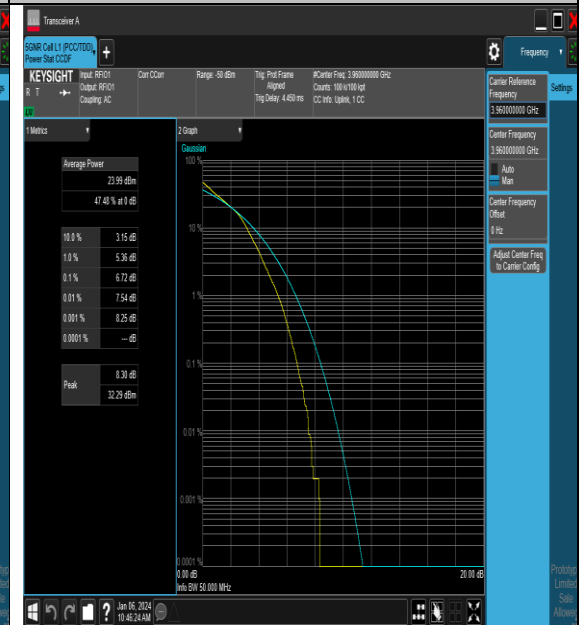 Transceiver A
5GNR Cell L1 (PCC/TDD),
Power Stat CCDF
Frequency
KEYSIGHT
R T
Input: RFIO1
Output: RFIO1
Coupling: AC
Corr CCorr
Range: -50 dBm
Trig: Prot Frame
Aligned
Trig Delay: 4.450 ms
#Center Freq: 3.960000000 GHz
Counts: 100 k/100 kpt
CC Info: Uplink, 1 CC
Settings
Carrier Reference
Frequency
3.960000000 GHz
Center Frequency
3.960000000 GHz
Auto
Man
Center Frequency
Offset
0 Hz
Adjust Center Freq
to Carrier Config
1 Metrics
Average Power
23.99 dBm
47.48 % at 0 dB
10.0 % 3.15 dB
1.0 % 5.36 dB
0.1 % 6.72 dB
0.01 % 7.54 dB
0.001 % 8.25 dB
0.0001 % --- dB
Peak
8.30 dB
32.29 dBm
2 Graph
Gaussian
100 %
10 %
1 %
0.1 %
0.01 %
0.001 %
0.0001 %
0.00 dB
20.00 dB
Info BW 50.000 MHz
?
Jan 06, 2024
10:46:24 AM
Limited
Sale